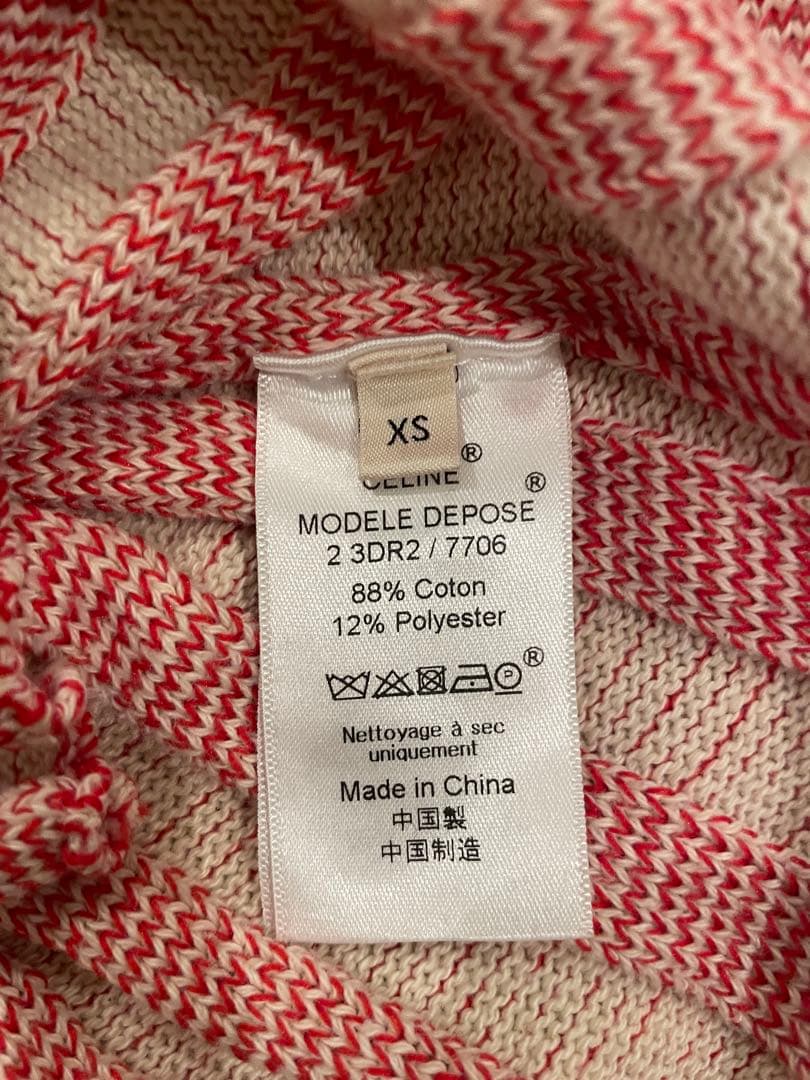 XS
®
CELINE
®
MODELE DEPOSE
2 3DR2 / 7706
88% Coton
12% Polyester
P ®
Nettoyage à sec
uniquement
Made in China
中国製
中国制造